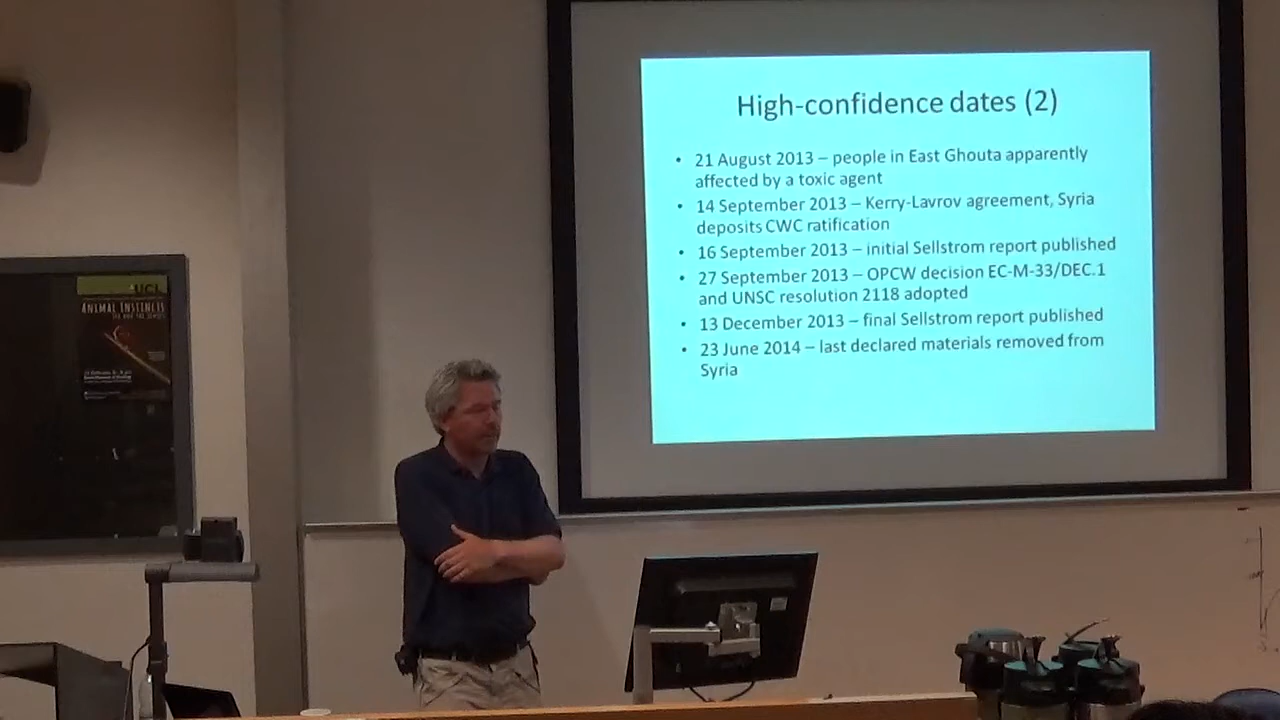 High-confidence dates (2)
• 21 August 2013 – people in East Ghouta apparently
affected by a toxic agent
• 14 September 2013 – Kerry-Lavrov agreement, Syria
deposits CWC ratification
• 16 September 2013 – initial Sellstrom report published
• 27 September 2013 – OPCW decision EC-M-33/DEC.1
and UNSC resolution 2118 adopted
• 13 December 2013 – final Sellstrom report published
• 23 June 2014 – last declared materials removed from
Syria
UCL
ANIMAL INSTINCTS